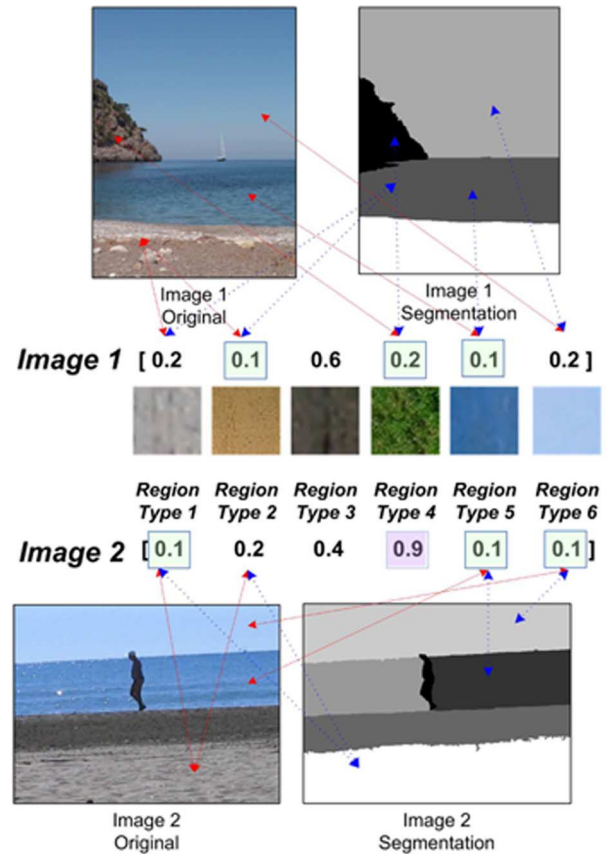 Image 1
Original
Image 1
Segmentation
Image 1 [ 0.2 0.1 0.6 0.2 0.1 0.2 ]
Region Type 1
Region Type 2
Region Type 3
Region Type 4
Region Type 5
Region Type 6
Image 2 [ 0.1 0.2 0.4 0.9 0.1 0.1 ]
Image 2
Original
Image 2
Segmentation